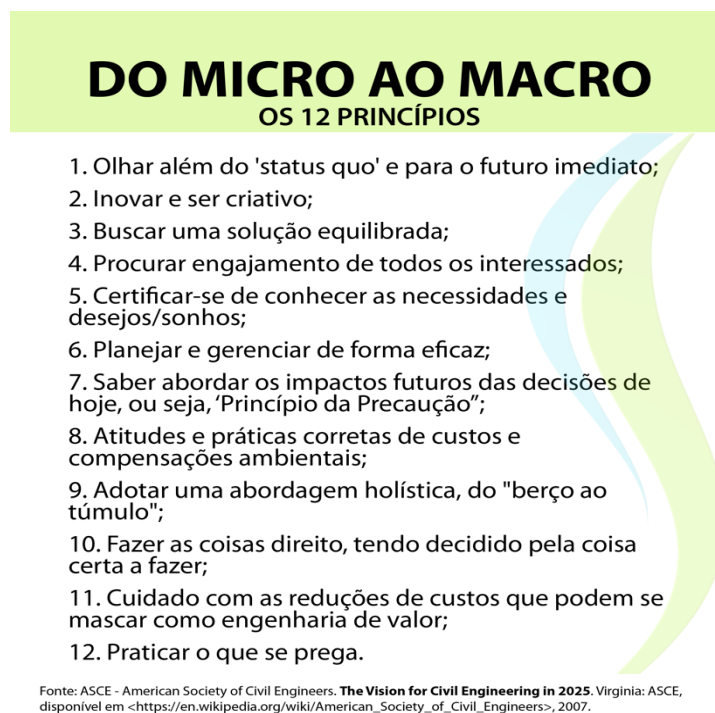 DO MICRO AO MACRO
OS 12 PRINCÍPIOS
1. Olhar além do 'status quo' e para o futuro imediato;
2. Inovar e ser criativo;
3. Buscar uma solução equilibrada;
4. Procurar engajamento de todos os interessados;
5. Certificar-se de conhecer as necessidades e
desejos/sonhos;
6. Planejar e gerenciar de forma eficaz;
7. Saber abordar os impactos futuros das decisões de
hoje, ou seja, ‘Princípio da Precaução”;
8. Atitudes e práticas corretas de custos e
compensações ambientais;
9. Adotar uma abordagem holística, do "berço ao
túmulo";
10. Fazer as coisas direito, tendo decidido pela coisa
certa a fazer;
11. Cuidado com as reduções de custos que podem se
mascar como engenharia de valor;
12. Praticar o que se prega.
Fonte: ASCE - American Society of Civil Engineers. The Vision for Civil Engineering in 2025. Virginia: ASCE,
disponível em <https://en.wikipedia.org/wiki/American_Society_of_Civil_Engineers>, 2007.